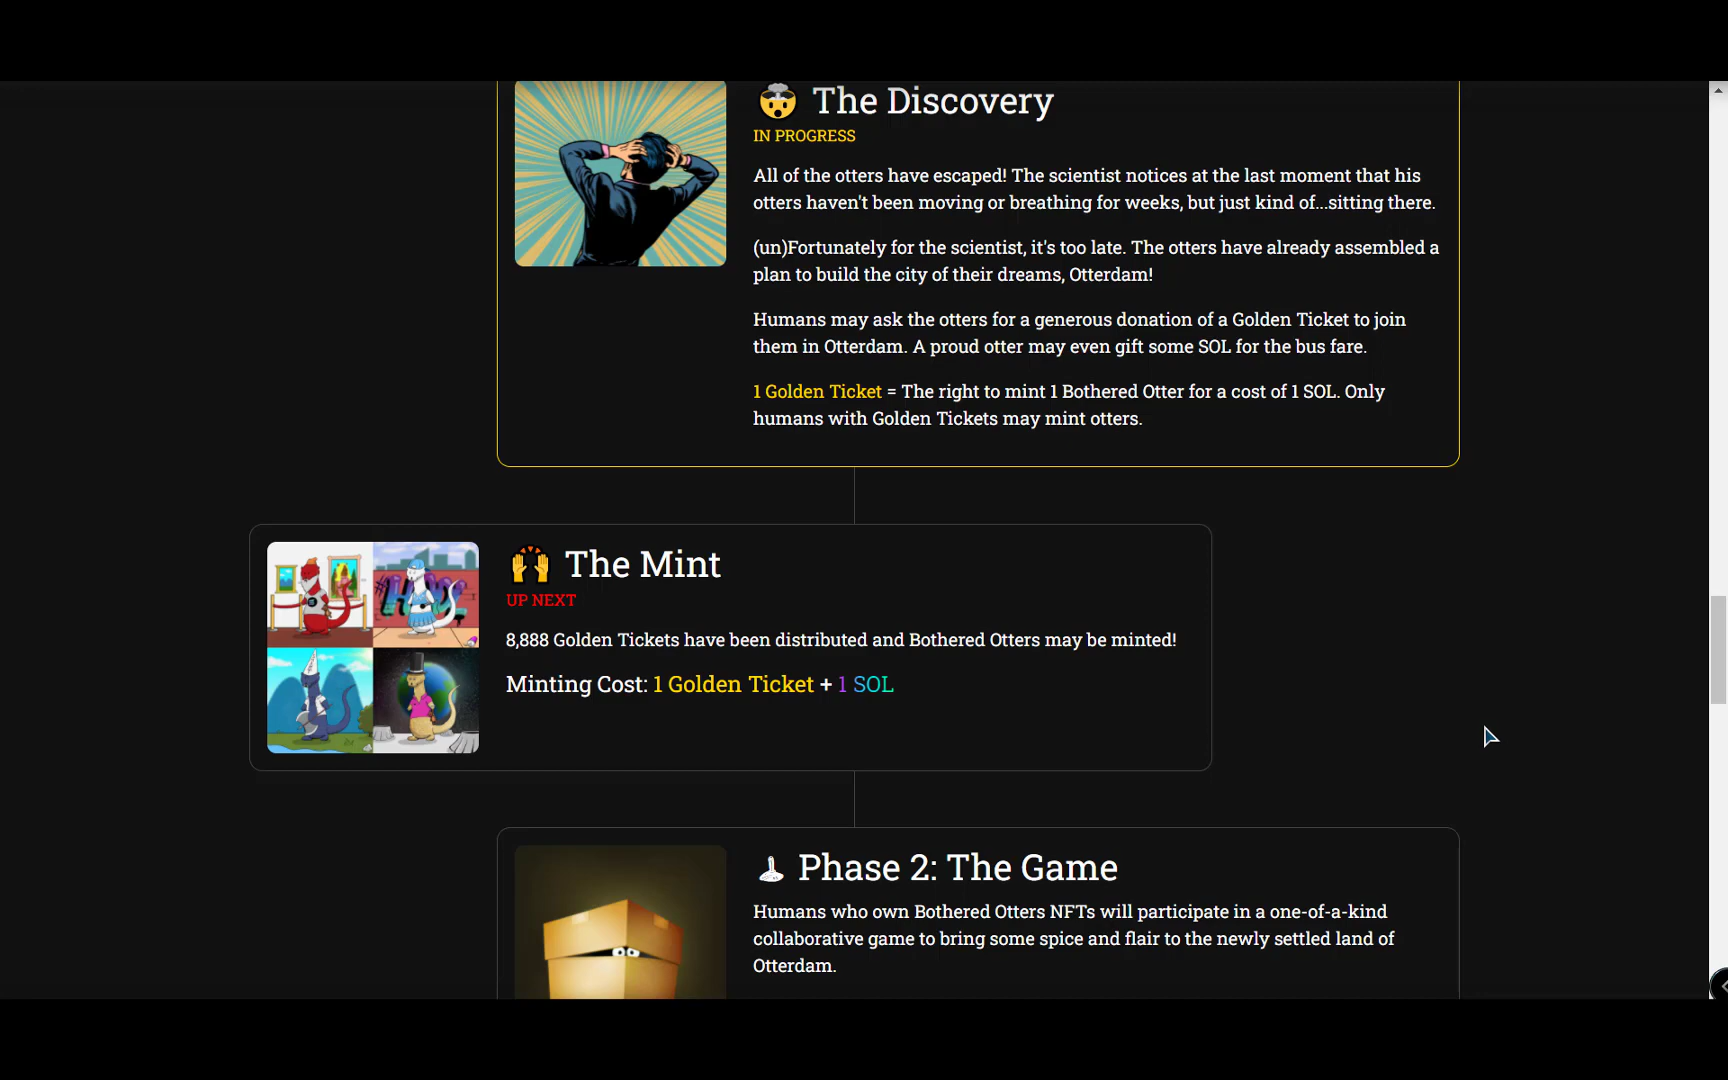 The Discovery
IN PROGRESS
All of the otters have escaped! The scientist notices at the last moment that his
otters haven't been moving or breathing for weeks, but just kind of...sitting there.
(un)Fortunately for the scientist, it's too late. The otters have already assembled a
plan to build the city of their dreams, Otterdam!
Humans may ask the otters for a generous donation of a Golden Ticket to join
them in Otterdam. A proud otter may even gift some SOL for the bus fare.
1 Golden Ticket = The right to mint 1 Bothered Otter for a cost of 1 SOL. Only
humans with Golden Tickets may mint otters.
The Mint
UP NEXT
8,888 Golden Tickets have been distributed and Bothered Otters may be minted!
Minting Cost: 1 Golden Ticket + 1 SOL
Phase 2: The Game
Humans who own Bothered Otters NFTs will participate in a one-of-a-kind
collaborative game to bring some spice and flair to the newly settled land of
Otterdam.